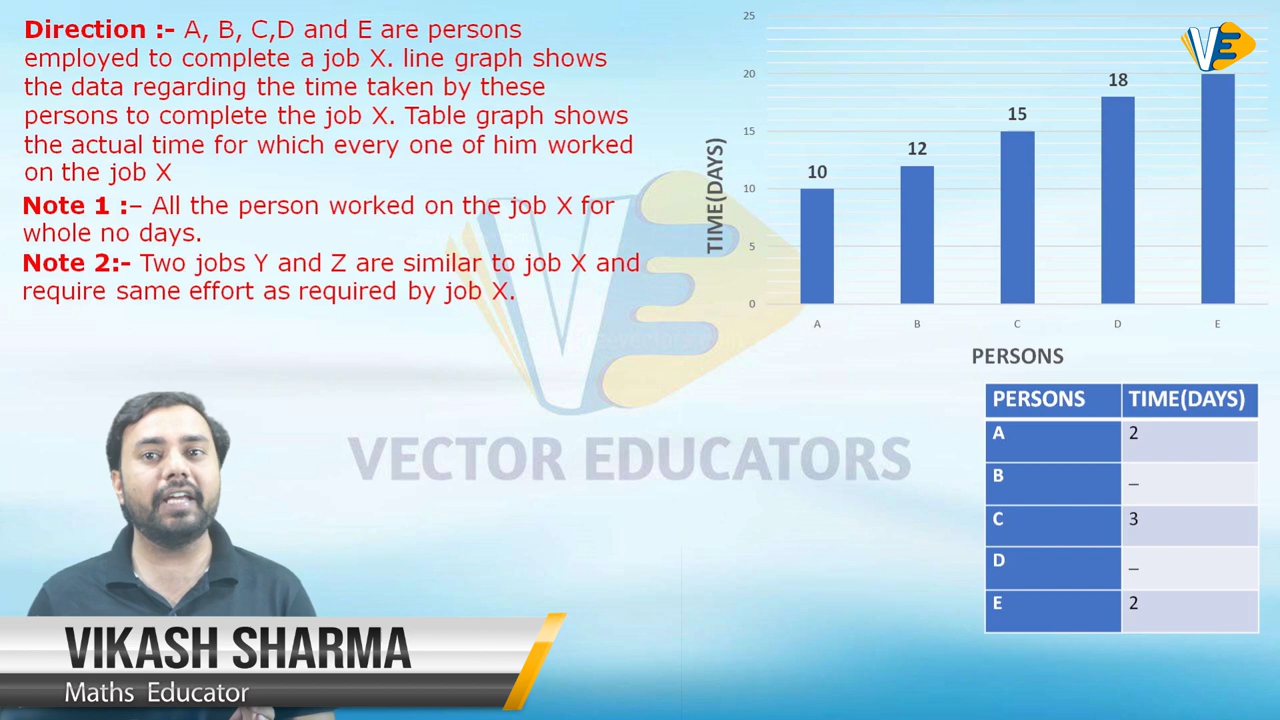 Direction :- A, B, C,D and E are persons
employed to complete a job X. line graph shows
the data regarding the time taken by these
persons to complete the job X. Table graph shows
the actual time for which every one of him worked
on the job X
Note 1 :– All the person worked on the job X for
whole no days.
Note 2:- Two jobs Y and Z are similar to job X and
require same effort as required by job X.
25
20
15
10
5
0
TIME(DAYS)
10
12
15
18
A B C D E
PERSONS
VE
VECTOR EDUCATORS
PERSONS TIME(DAYS)
A 2
B _
C 3
D _
E 2
VIKASH SHARMA
Maths Educator